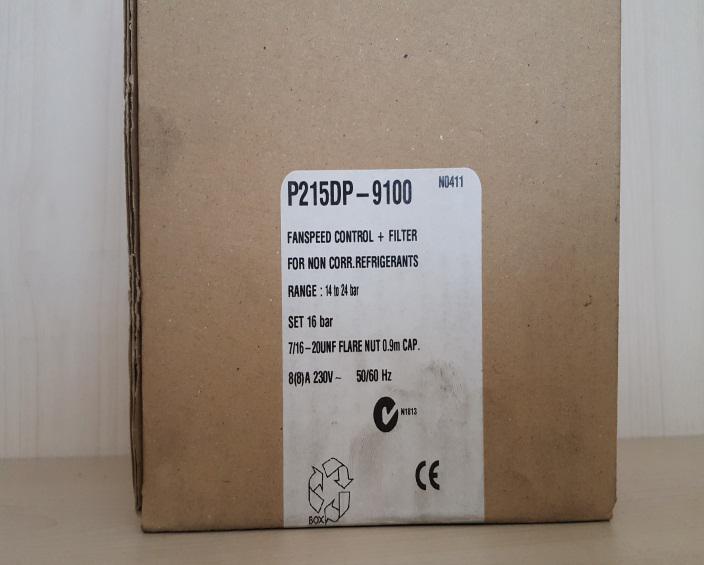 P215DP-9100 N0411
FANSPEED CONTROL + FILTER
FOR NON CORR.REFRIGERANTS
RANGE : 14 to 24 bar
SET 16 bar
7/16-20UNF FLARE NUT 0.9m CAP.
8(8)A 230V~ 50/60 Hz
N1813
CE
BOX